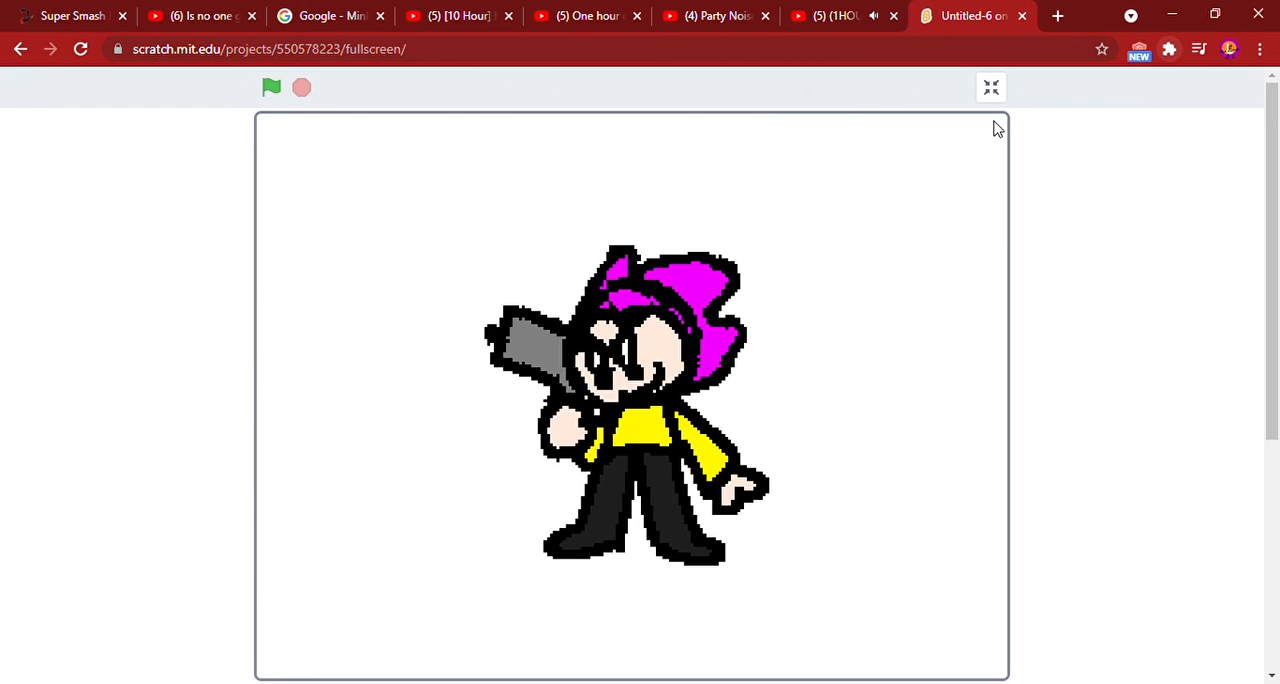 Super Smash
(6) Is no one g
Google - Min
(5) [10 Hour]
(5) One hour
(4) Party Nois
(5) (1HOU
Untitled-6 on
scratch.mit.edu/projects/550578223/fullscreen/
NEW